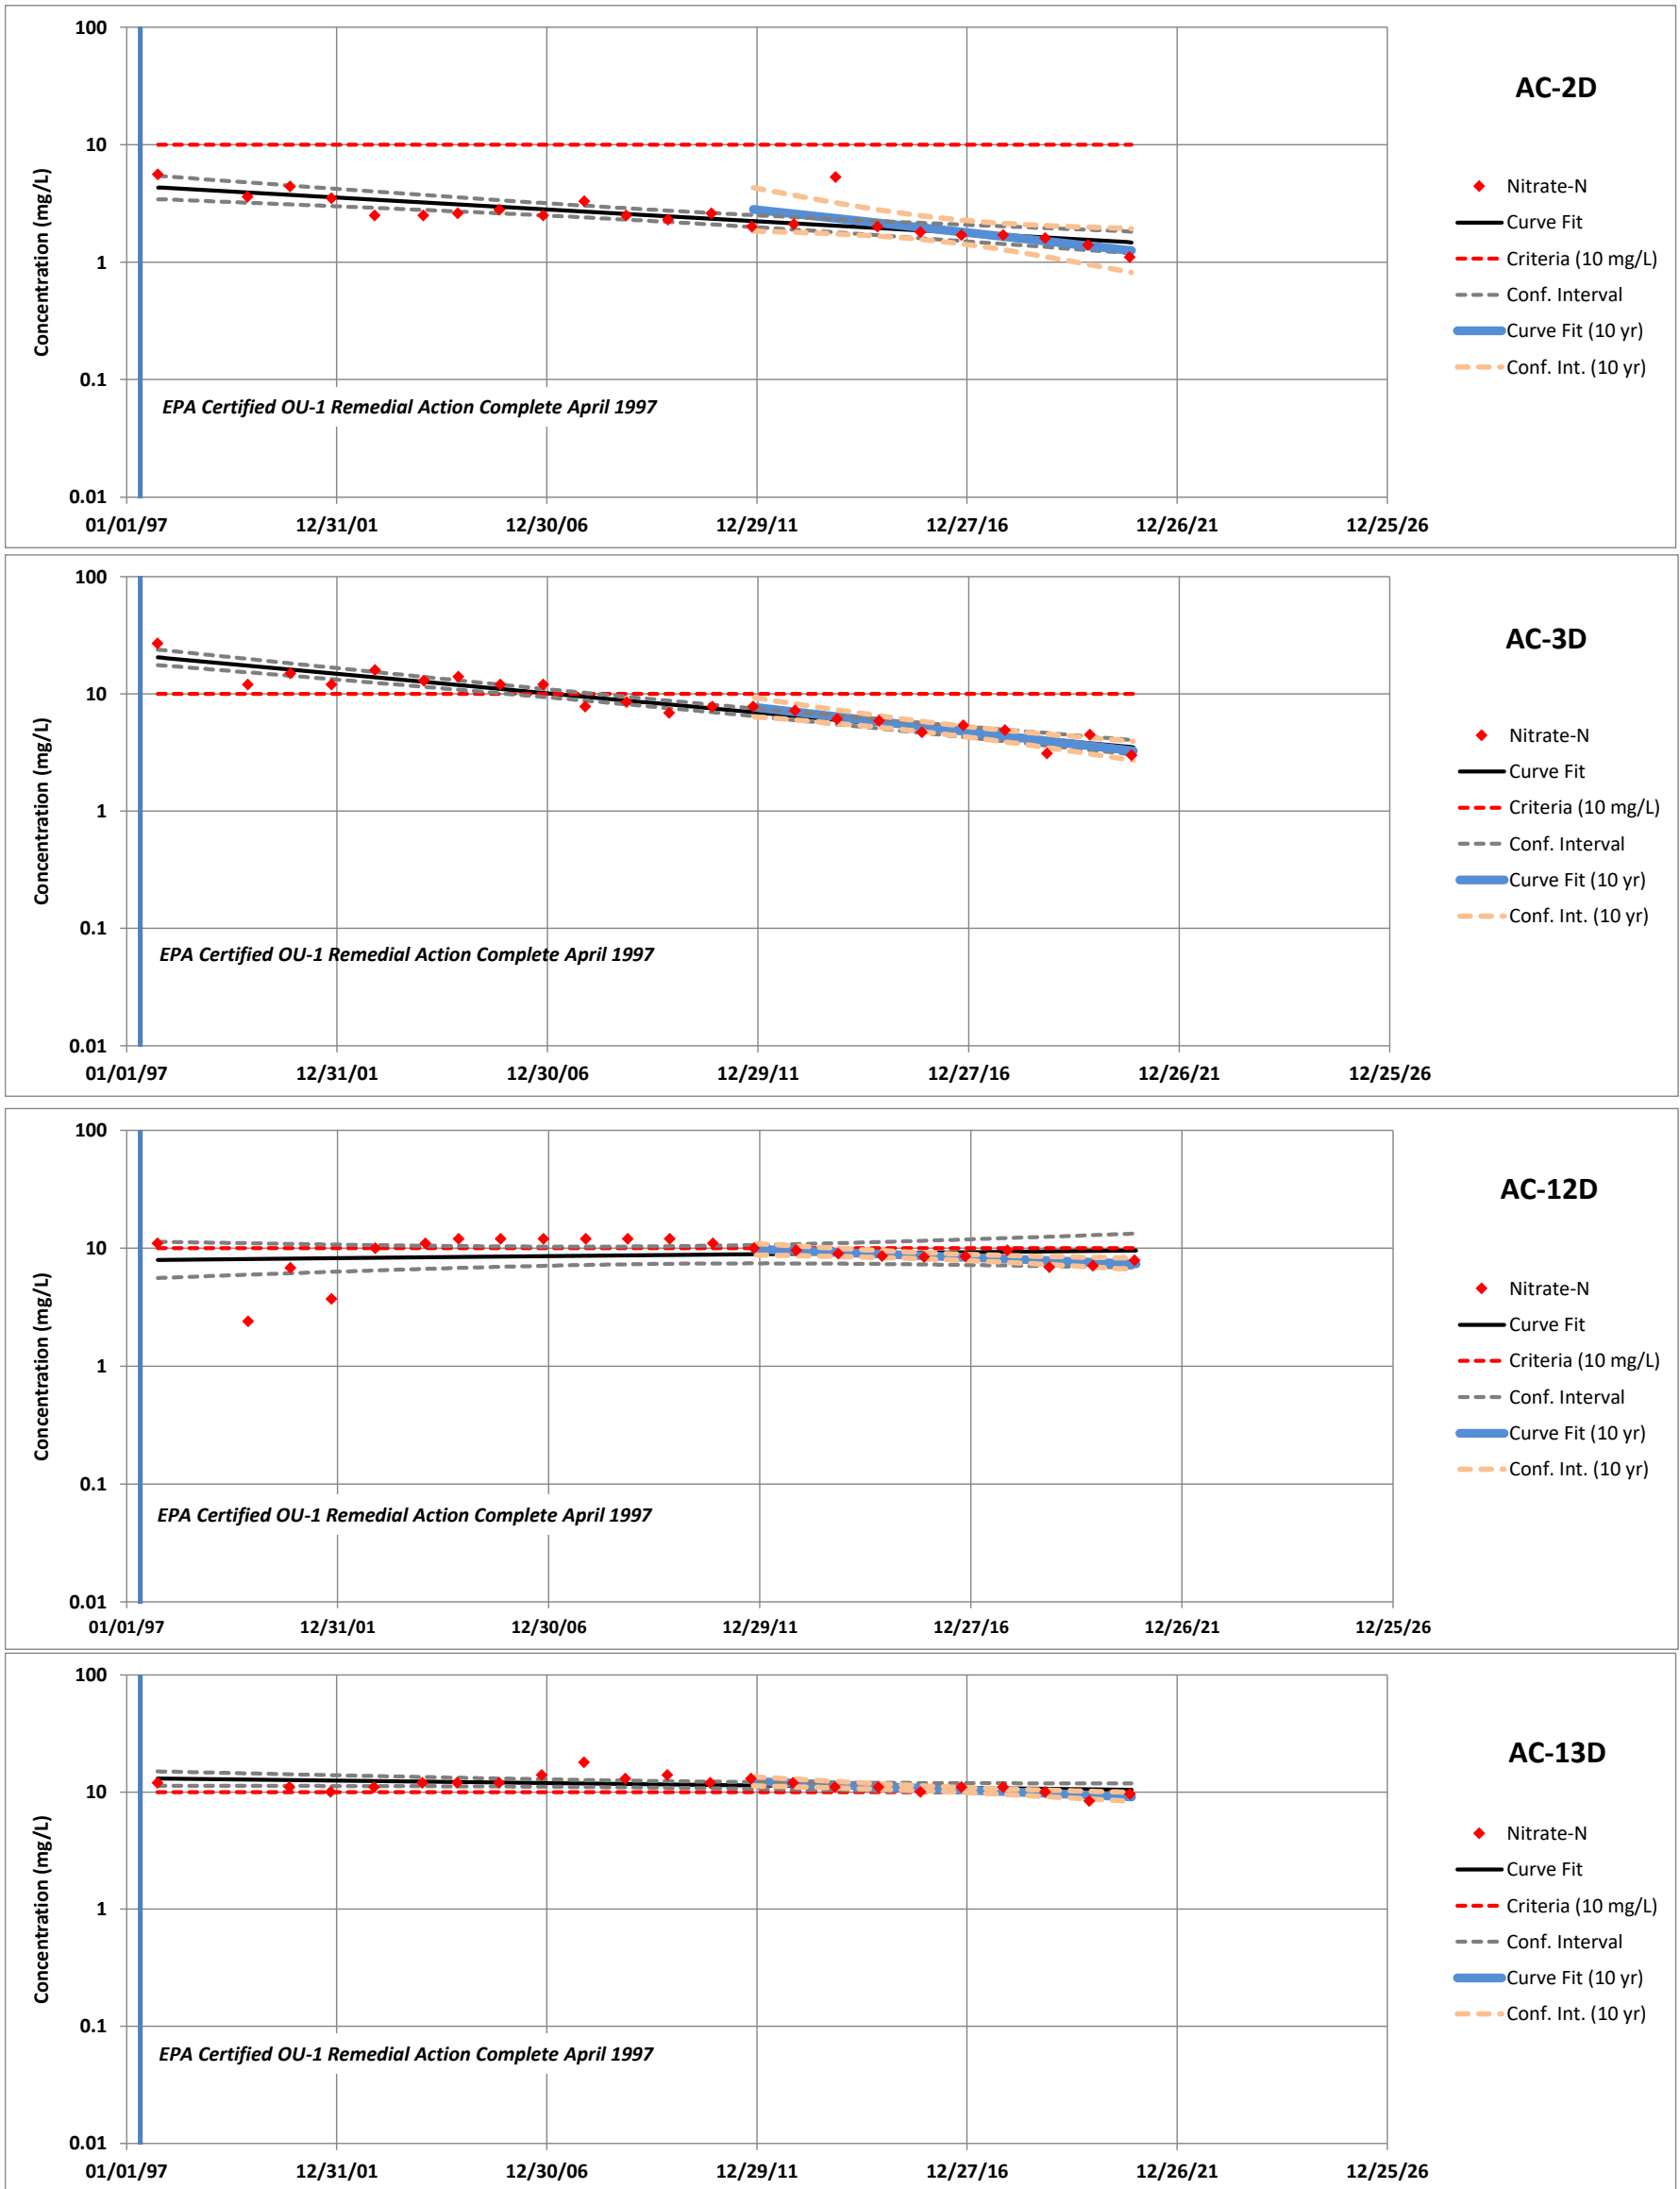 AC-2D
Concentration (mg/L)
100
10
1
0.1
0.01
EPA Certified OU-1 Remedial Action Complete April 1997
01/01/97 12/31/01 12/30/06 12/29/11 12/27/16 12/26/21 12/25/26
Nitrate-N
Curve Fit
Criteria (10 mg/L)
Conf. Interval
Curve Fit (10 yr)
Conf. Int. (10 yr)
AC-3D
Concentration (mg/L)
100
10
1
0.1
0.01
EPA Certified OU-1 Remedial Action Complete April 1997
01/01/97 12/31/01 12/30/06 12/29/11 12/27/16 12/26/21 12/25/26
Nitrate-N
Curve Fit
Criteria (10 mg/L)
Conf. Interval
Curve Fit (10 yr)
Conf. Int. (10 yr)
AC-12D
Concentration (mg/L)
100
10
1
0.1
0.01
EPA Certified OU-1 Remedial Action Complete April 1997
01/01/97 12/31/01 12/30/06 12/29/11 12/27/16 12/26/21 12/25/26
Nitrate-N
Curve Fit
Criteria (10 mg/L)
Conf. Interval
Curve Fit (10 yr)
Conf. Int. (10 yr)
AC-13D
Concentration (mg/L)
100
10
1
0.1
0.01
EPA Certified OU-1 Remedial Action Complete April 1997
01/01/97 12/31/01 12/30/06 12/29/11 12/27/16 12/26/21 12/25/26
Nitrate-N
Curve Fit
Criteria (10 mg/L)
Conf. Interval
Curve Fit (10 yr)
Conf. Int. (10 yr)